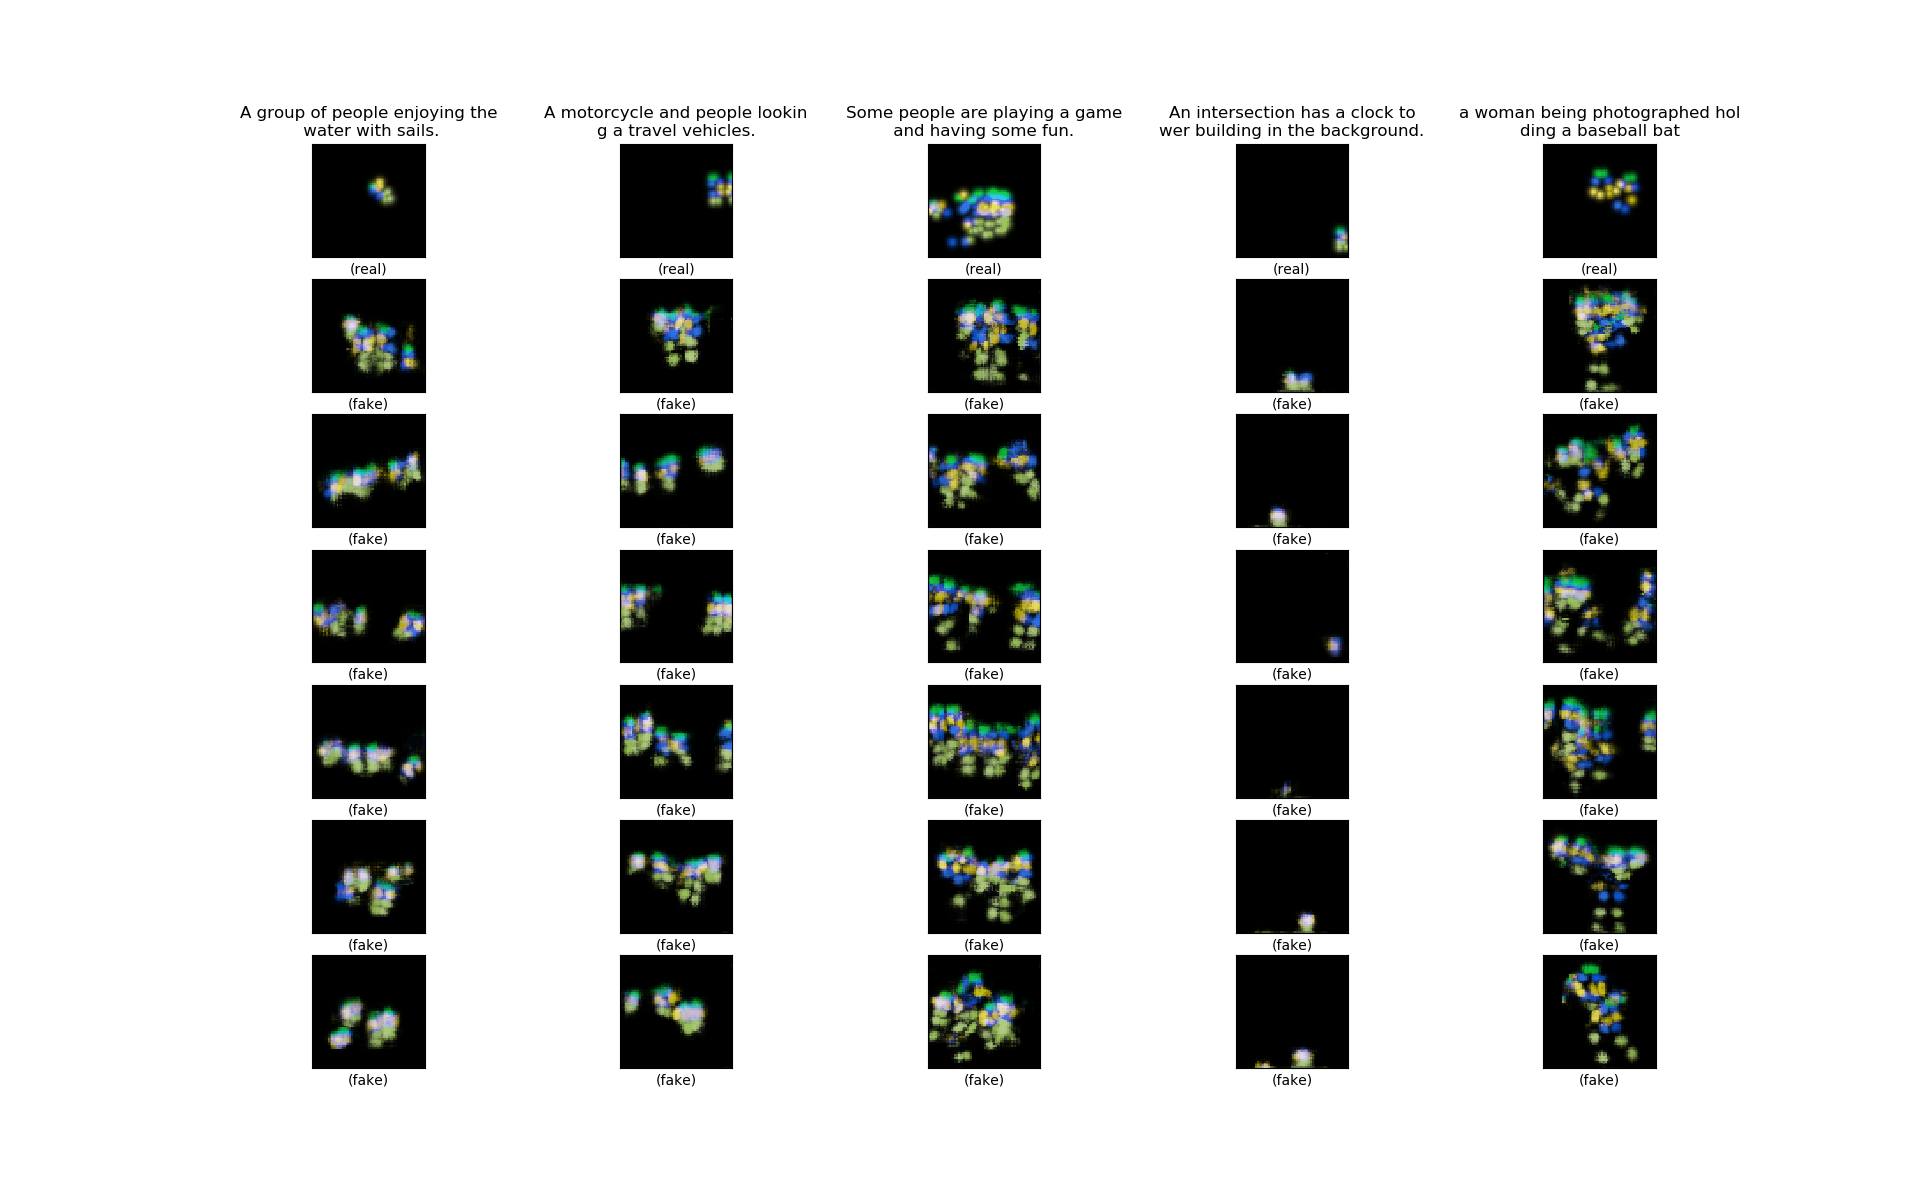 A group of people enjoying the
water with sails.
A motorcycle and people lookin
g a travel vehicles.
Some people are playing a game
and having some fun.
An intersection has a clock to
wer building in the background.
a woman being photographed hol
ding a baseball bat
(real) (real) (real) (real) (real)
(fake) (fake) (fake) (fake) (fake)
(fake) (fake) (fake) (fake) (fake)
(fake) (fake) (fake) (fake) (fake)
(fake) (fake) (fake) (fake) (fake)
(fake) (fake) (fake) (fake) (fake)
(fake) (fake) (fake) (fake) (fake)